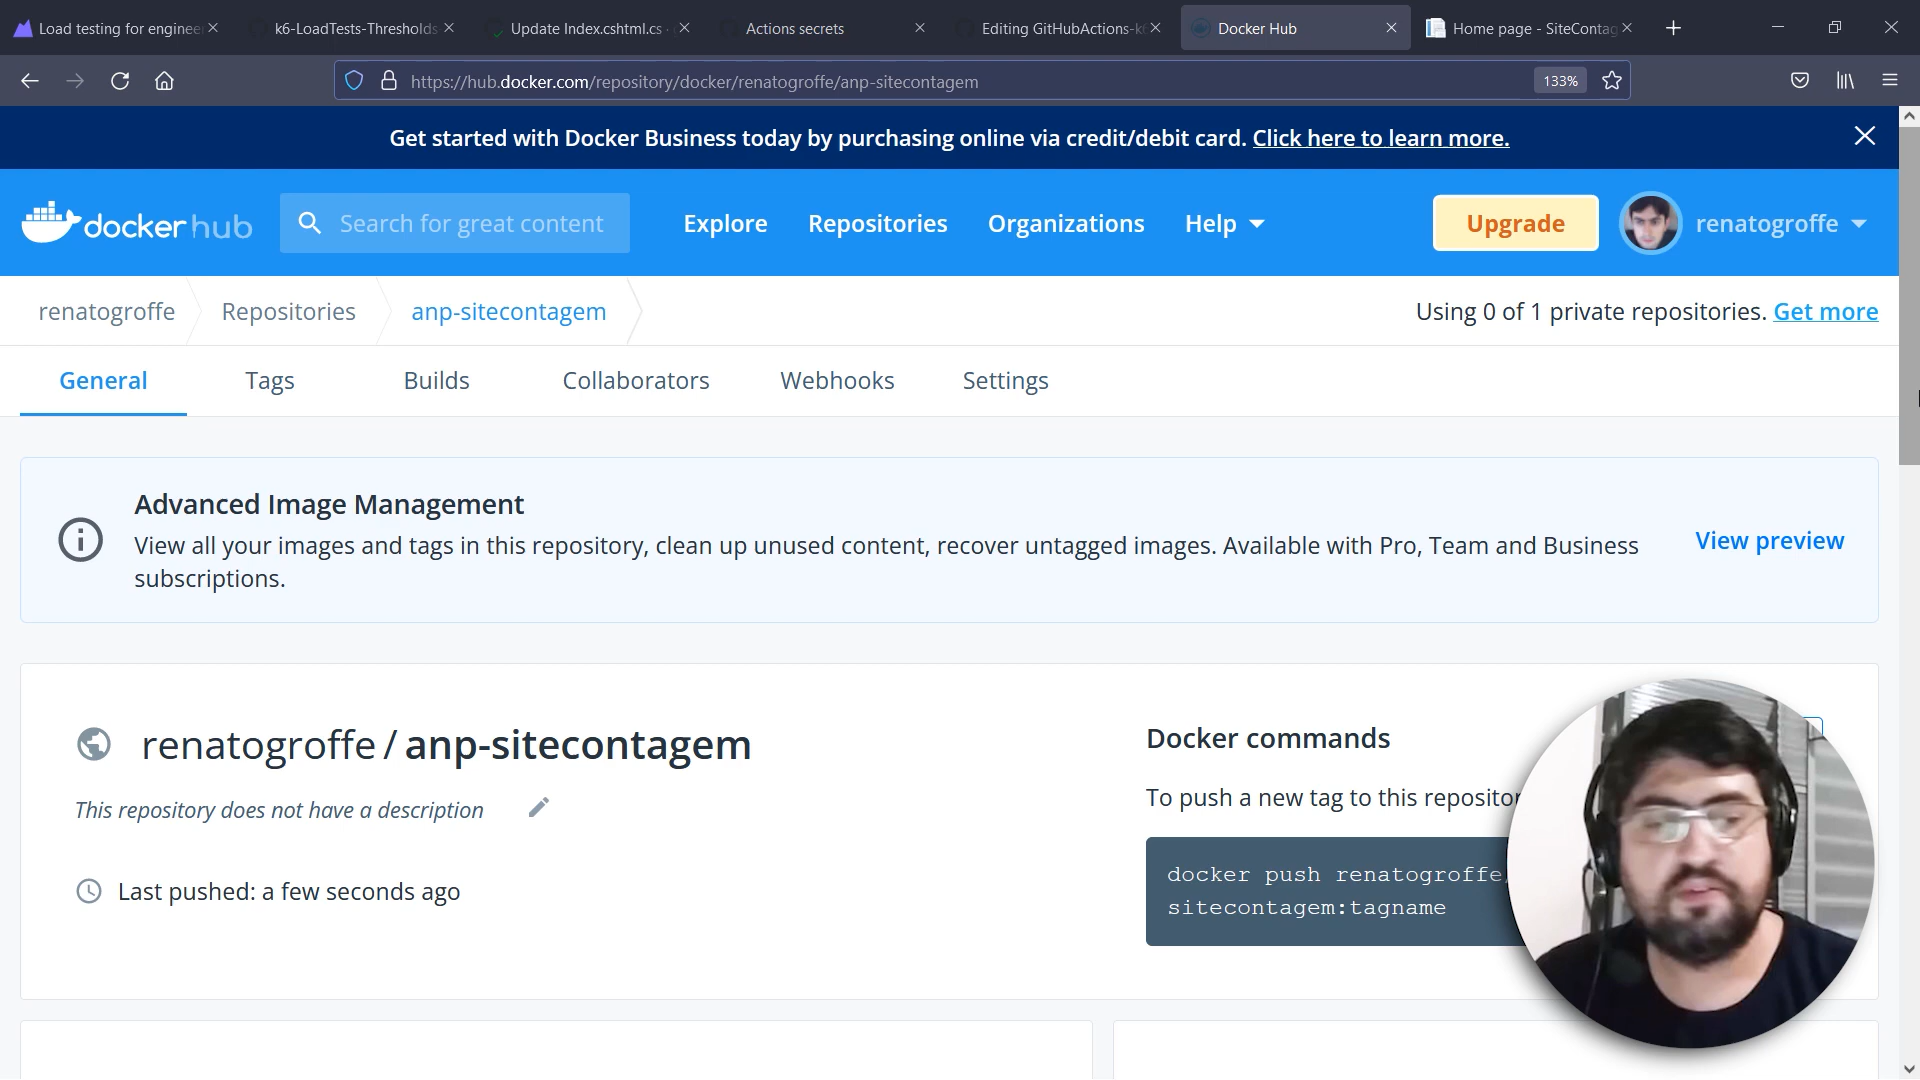 Load testing for enginee
k6-LoadTests-Thresholds
Update Index.cshtml.cs ·
Actions secrets
Editing GitHubActions-k6
Docker Hub
Home page - SiteContag
https://hub.docker.com/repository/docker/renatogroffe/anp-sitecontagem
133%
Get started with Docker Business today by purchasing online via credit/debit card. Click here to learn more.
docker hub
Search for great content
Explore
Repositories
Organizations
Help
Upgrade
renatogroffe
renatogroffe
Repositories
anp-sitecontagem
Using 0 of 1 private repositories. Get more
General
Tags
Builds
Collaborators
Webhooks
Settings
Advanced Image Management
View all your images and tags in this repository, clean up unused content, recover untagged images. Available with Pro, Team and Business
subscriptions.
View preview
renatogroffe / anp-sitecontagem
This repository does not have a description
Last pushed: a few seconds ago
Docker commands
To push a new tag to this repositor
docker push renatogroffe/
sitecontagem:tagname